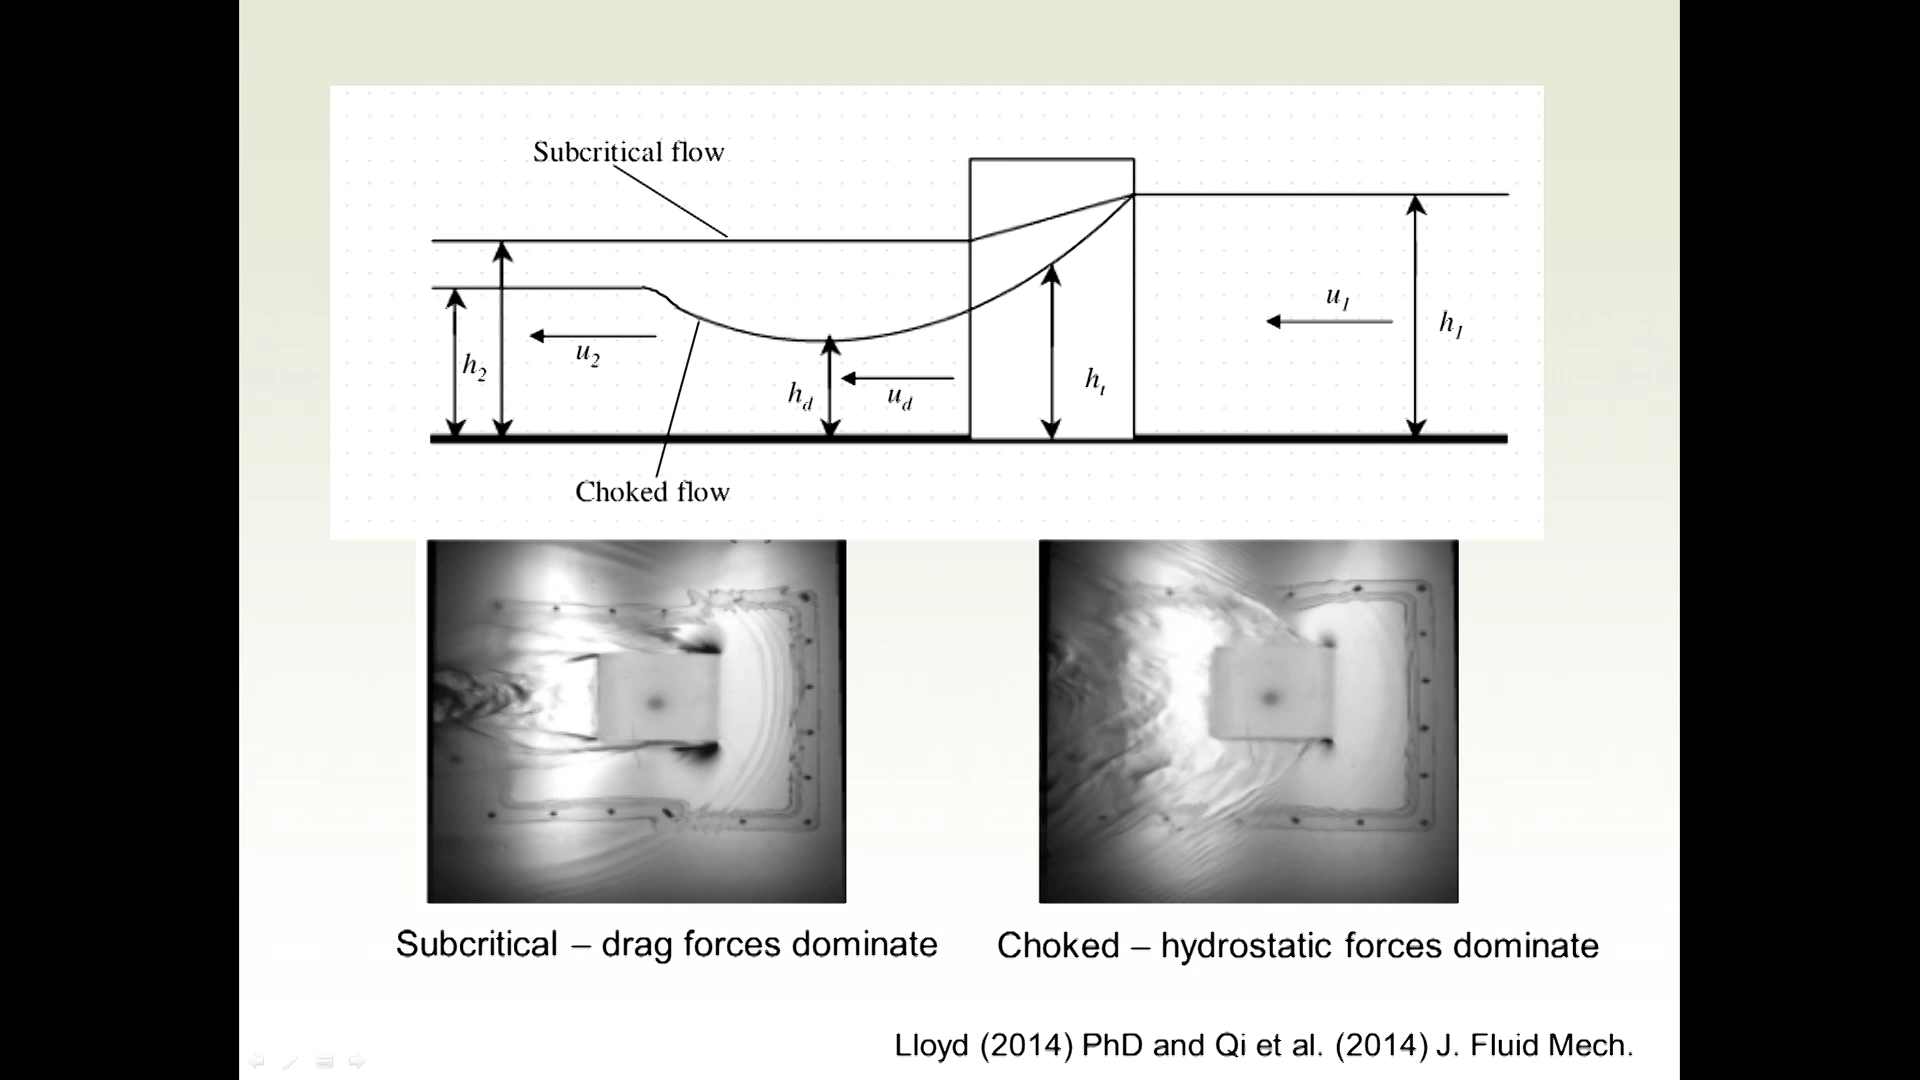 Subcritical flow
u1
h1
u2
h2
hd
ud
ht
Choked flow
Subcritical – drag forces dominate
Choked – hydrostatic forces dominate
Lloyd (2014) PhD and Qi et al. (2014) J. Fluid Mech.